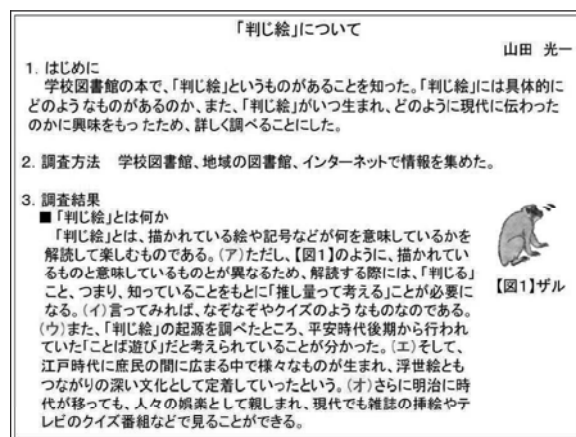 「判じ絵」について
山田 光一
1. はじめに
学校図書館の本で、「判じ絵」というものがあることを知った。「判じ絵」には具体的に
どのようなものがあるのか、また、「判じ絵」がいつ生まれ、どのように現代に伝わった
のかに興味をもったため、詳しく調べることにした。
2. 調査方法 学校図書館、地域の図書館、インターネットで情報を集めた。
3. 調査結果
■「判じ絵」とは何か
「判じ絵」とは、描かれている絵や記号などが何を意味しているかを
解読して楽しむものである。(ア)ただし、【図1】のように、描かれてい
るものと意味しているものとが異なるため、解読する際には、「判じる」
こと、つまり、知っていることをもとに「推し量って考える」ことが必要に
なる。(イ)言ってみれば、なぞなぞやクイズのようなものなのである。
(ウ)また、「判じ絵」の起源を調べたところ、平安時代後期から行われ
ていた「ことば遊び」だと考えられていることが分かった。(エ)そして、
江戸時代に庶民の間に広まる中で様々なものが生まれ、浮世絵とも
つながりの深い文化として定着していったという。(オ)さらに明治に時
代が移っても、人々の娯楽として親しまれ、現代でも雑誌の挿絵やテ
レビのクイズ番組などで見ることができる。
【図1】ザル